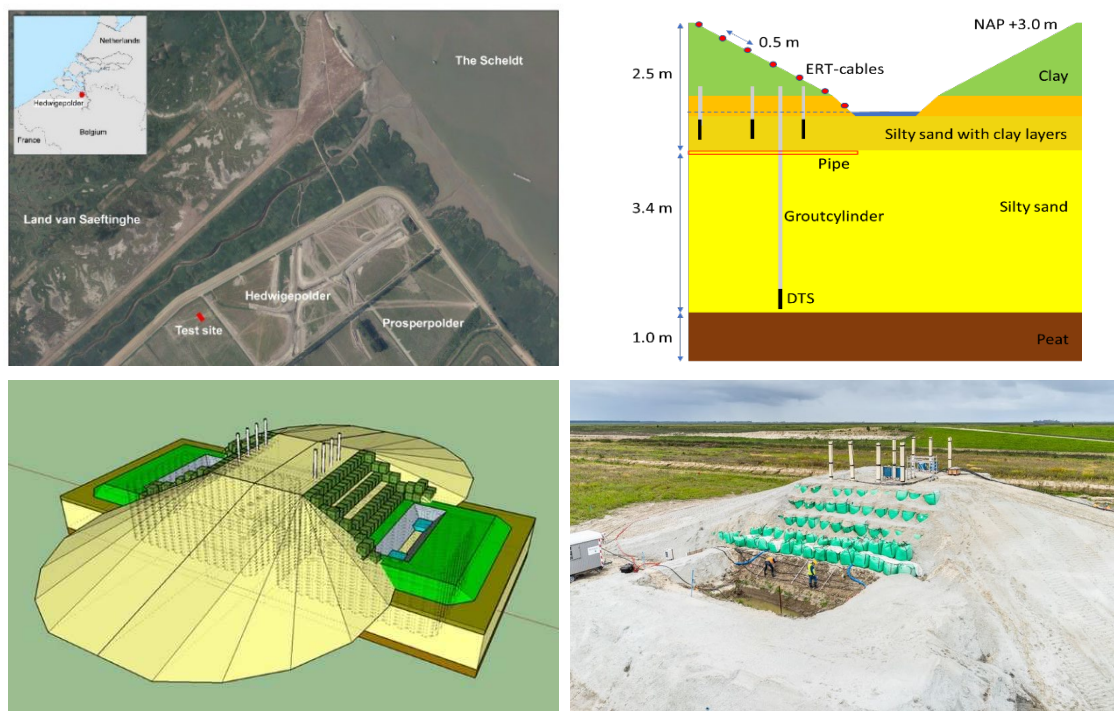 Netherlands
Hedwigepolder
Belgium
France
The Scheldt
Land van Saeftinghe
Hedwigepolder
Prosperpolder
Test site
NAP +3.0 m
0.5 m
2.5 m
ERT-cables
Clay
Silty sand with clay layers
Pipe
3.4 m
Groutcylinder
Silty sand
DTS
1.0 m
Peat